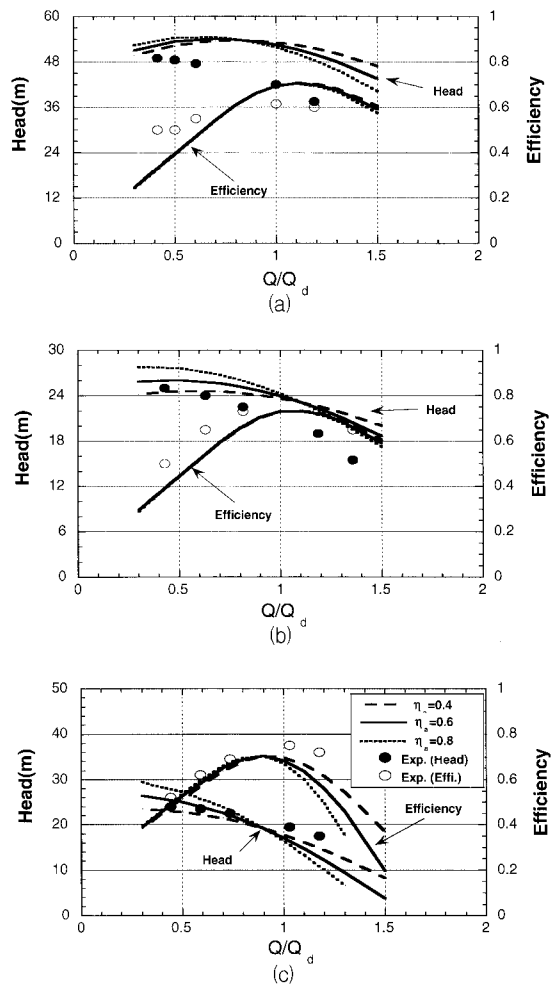 60
48
36
24
12
0
Head(m)
1
0.8
0.6
0.4
0.2
0
Efficiency
Head
Efficiency
0 0.5 1 1.5 2
Q/Q d
(a)
30
24
18
12
6
0
Head(m)
1
0.8
0.6
0.4
0.2
0
Efficiency
Head
Efficiency
0 0.5 1 1.5 2
Q/Q d
(b)
50
40
30
20
10
0
Head(m)
1
0.8
0.6
0.4
0.2
0
Efficiency
η a =0.4
η a =0.6
η a =0.8
Exp. (Head)
Exp. (Effi.)
Efficiency
Head
0 0.5 1 1.5 2
Q/Q d
(c)